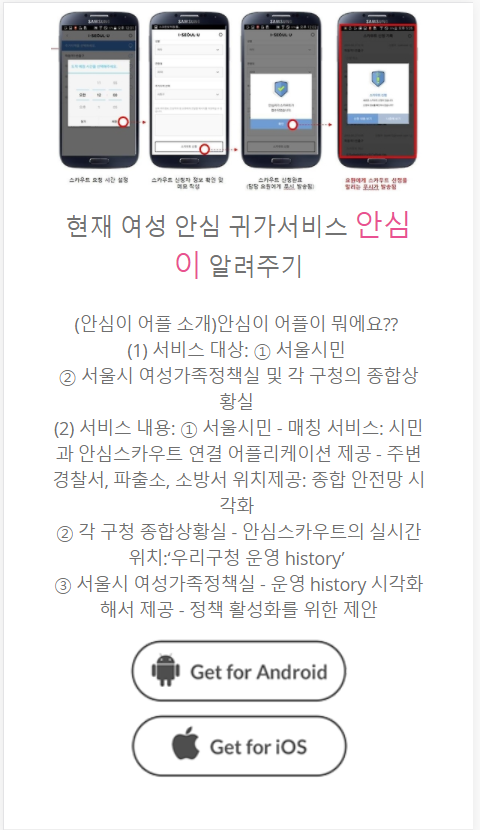 SAMSUNG SAMSUNG SAMSUNG SAMSUNG
I·SEOUL·U I·SEOUL·U I·SEOUL·U
스카우트 요청 시간 설정
스카우트 신청자 정보 확인 및
메모 작성
스카우트 신청완료
(담당 요원에게 푸시 발송됨)
요원에게 스카우트 선정을
알리는 푸시가 발송됨
현재 여성 안심 귀가서비스 안심
이 알려주기
(안심이 어플 소개)안심이 어플이 뭐에요??
(1) 서비스 대상: ① 서울시민
② 서울시 여성가족정책실 및 각 구청의 종합상
황실
(2) 서비스 내용: ① 서울시민 - 매칭 서비스: 시민
과 안심스카우트 연결 어플리케이션 제공 - 주변
경찰서, 파출소, 소방서 위치제공: 종합 안전망 시
각화
② 각 구청 종합상황실 - 안심스카우트의 실시간
위치:‘우리구청 운영 history’
③ 서울시 여성가족정책실 - 운영 history 시각화
해서 제공 - 정책 활성화를 위한 제안
Get for Android
Get for iOS